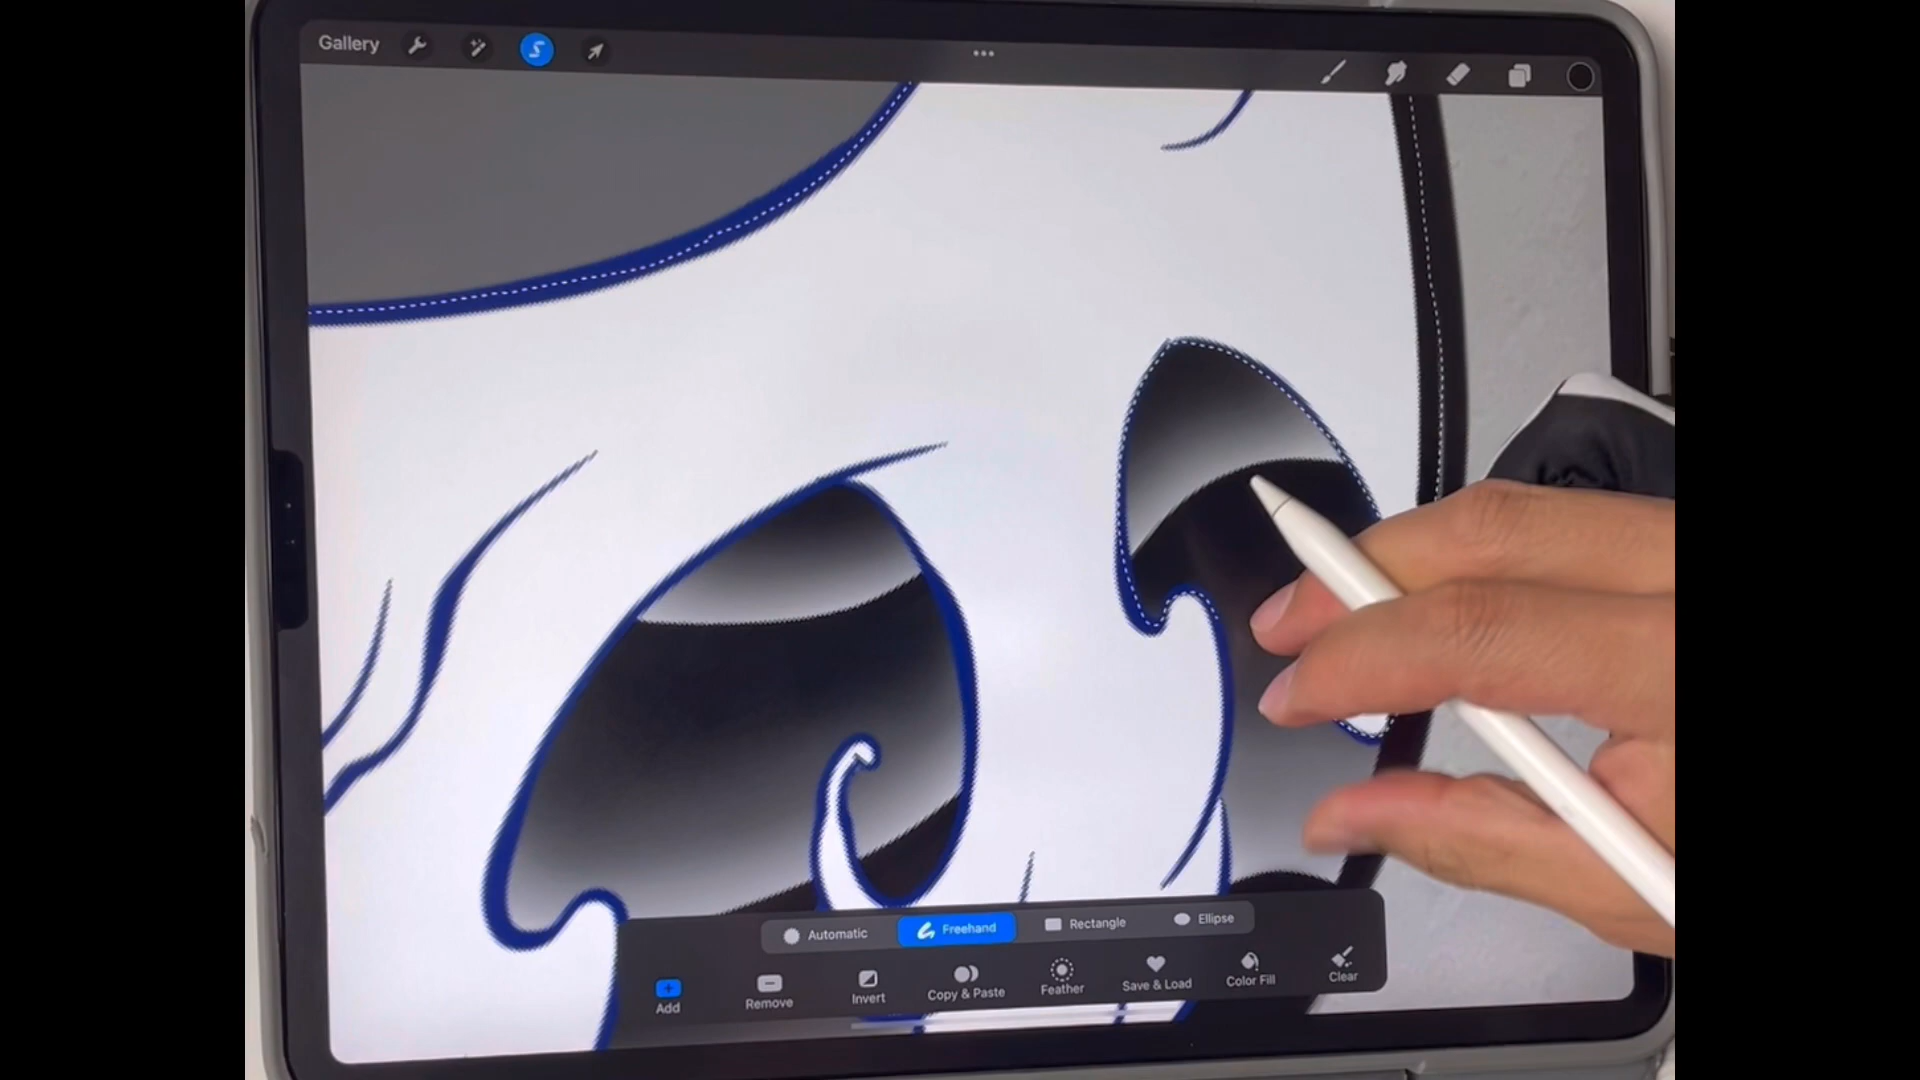 Gallery
Automatic
Freehand
Rectangle
Ellipse
Add
Remove
Invert
Copy & Paste
Feather
Save & Load
Color Fill
Clear